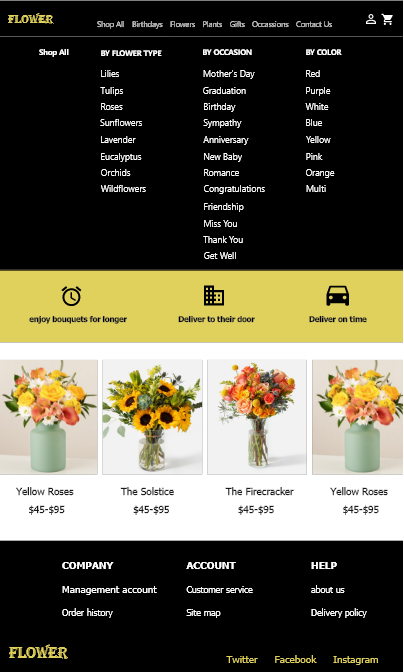 FLOWER
Shop All Birthdays Flowers Plants Gifts Occassions Contact Us
Shop All
BY FLOWER TYPE
Lilies
Tulips
Roses
Sunflowers
Lavender
Eucalyptus
Orchids
Wildflowers
BY OCCASION
Mother's Day
Graduation
Birthday
Sympathy
Anniversary
New Baby
Romance
Congratulations
Friendship
Miss You
Thank You
Get Well
BY COLOR
Red
Purple
White
Blue
Yellow
Pink
Orange
Multi
enjoy bouquets for longer
Deliver to their door
Deliver on time
Yellow Roses
$45-$95
The Solstice
$45-$95
The Firecracker
$45-$95
Yellow Roses
$45-$95
COMPANY
Management account
Order history
ACCOUNT
Customer service
Site map
HELP
about us
Delivery policy
FLOWER
Twitter Facebook Instagram